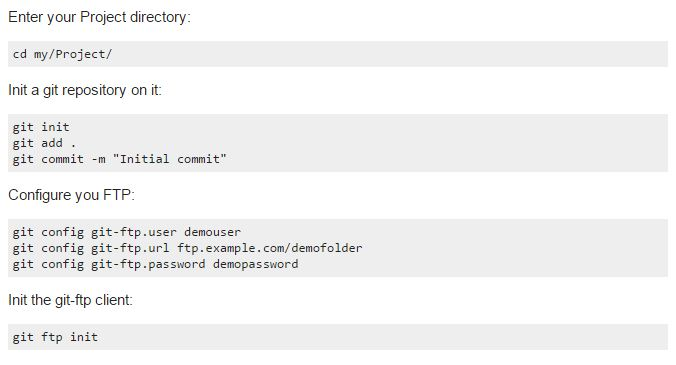 Enter your Project directory:
cd my/Project/
Init a git repository on it:
git init
git add .
git commit -m "Initial commit"
Configure you FTP:
git config git-ftp.user demouser
git config git-ftp.url ftp.example.com/demofolder
git config git-ftp.password demopassword
Init the git-ftp client:
git ftp init